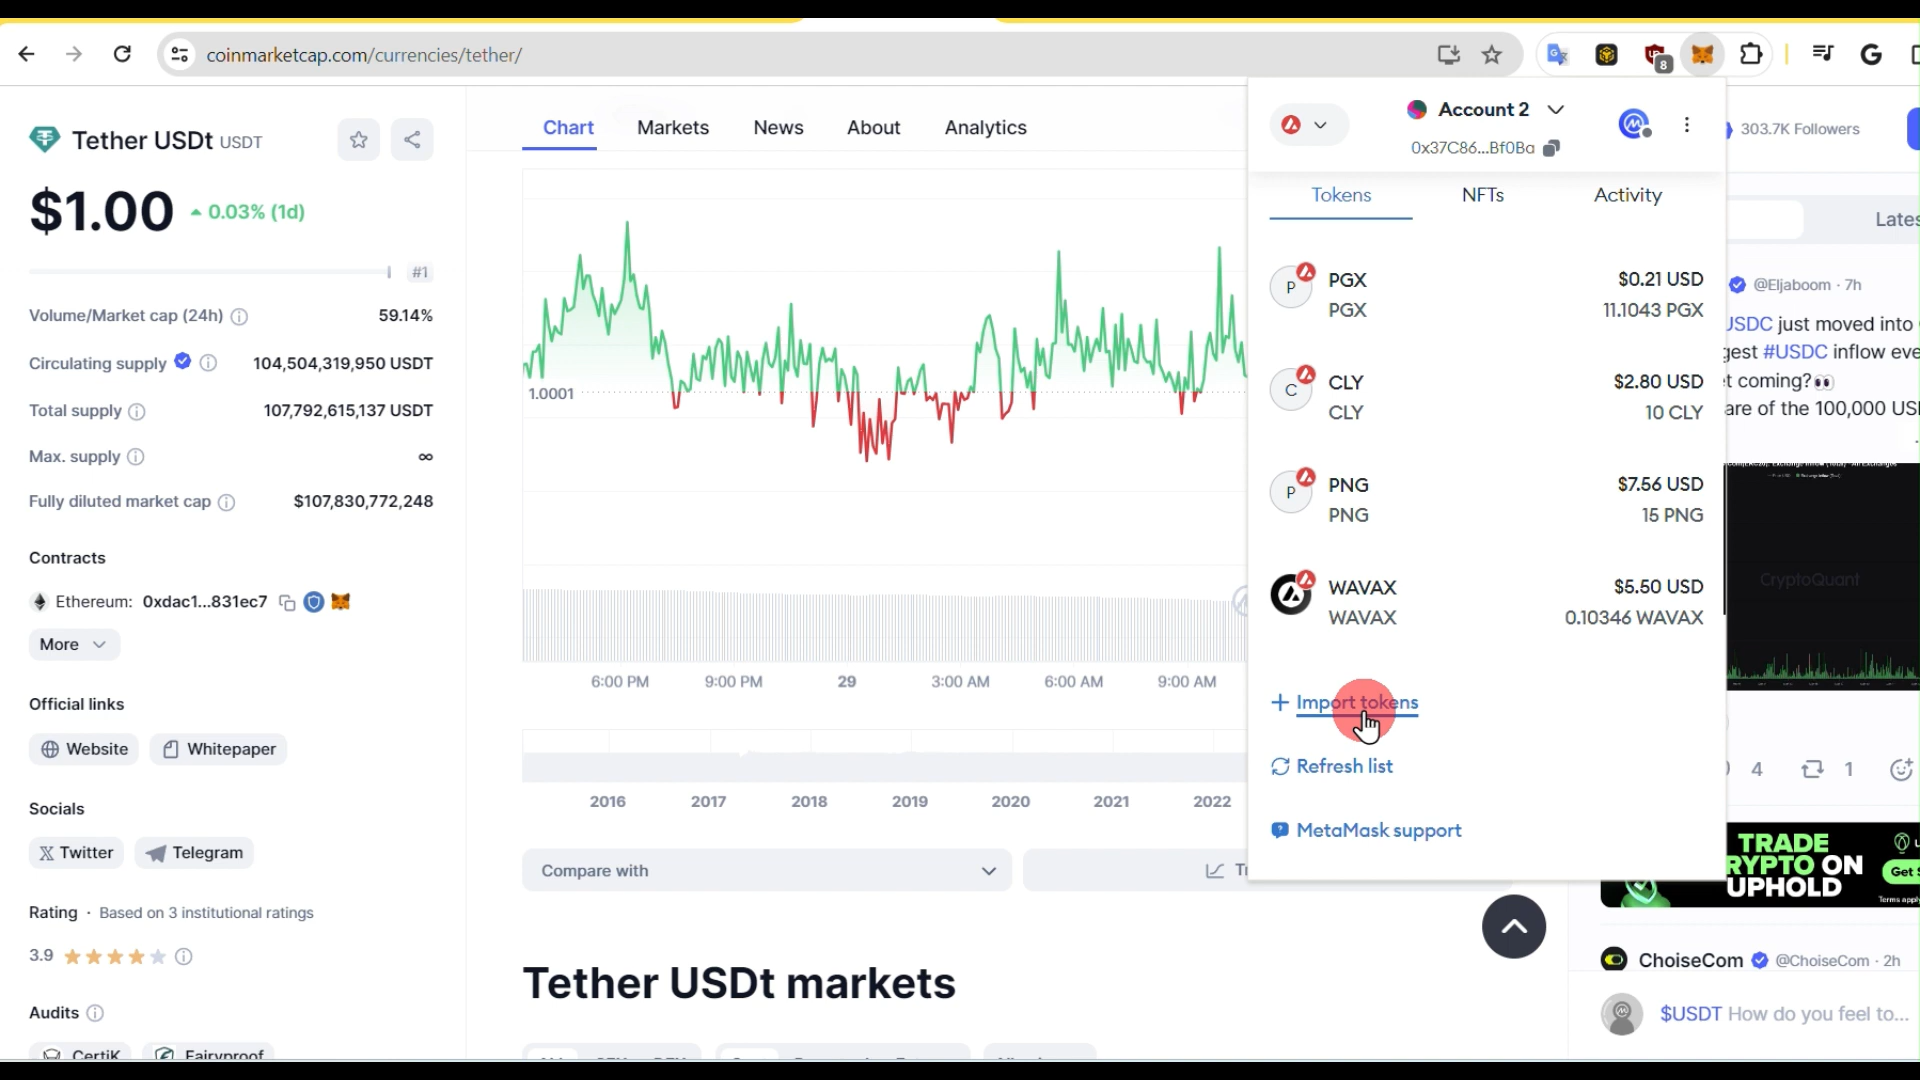 coinmarketcap.com/currencies/tether/
8
Tether USDt USDT
$1.00
0.03% (1d)
#1
Volume/Market cap (24h)
59.14%
Circulating supply
104,504,319,950 USDT
Total supply
107,792,615,137 USDT
Max. supply
∞
Fully diluted market cap
$107,830,772,248
Contracts
Ethereum: 0xdac1...831ec7
More
Official links
Website
Whitepaper
Socials
Twitter
Telegram
Rating · Based on 3 institutional ratings
3.9
Audits
CertiK
Fairyproof
Chart
Markets
News
About
Analytics
1.0001
6:00 PM
9:00 PM
29
3:00 AM
6:00 AM
9:00 AM
2016
2017
2018
2019
2020
2021
2022
Compare with
Tether USDt markets
Account 2
0x37C86...Bf0Ba
Tokens
NFTs
Activity
PGX
$0.21 USD
PGX
11.1043 PGX
CLY
$2.80 USD
CLY
10 CLY
PNG
$7.56 USD
PNG
15 PNG
WAVAX
$5.50 USD
WAVAX
0.10346 WAVAX
+ Import tokens
Refresh list
MetaMask support
303.7K Followers
@Eljaboom · 7h
just moved into
#USDC inflow
coming?👀
are of the 100,000
CryptoQuant
4
1
TRADE
ON
UPHOLD
Get
Terms
ChoiseCom @ChoiseCom · 2h
$USDT How do you feel to...